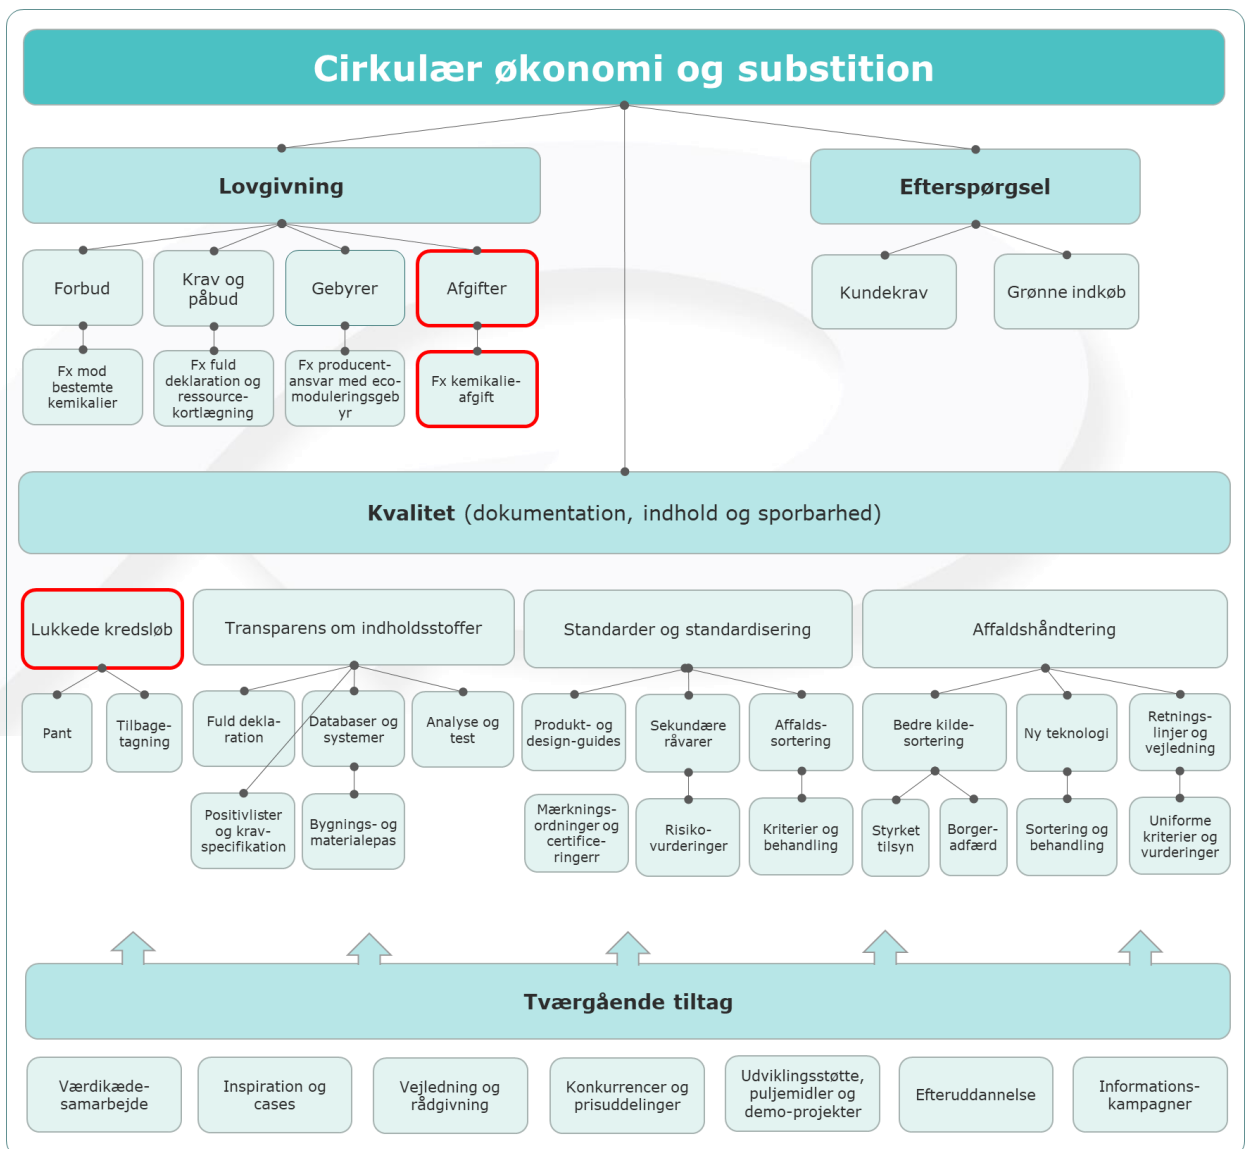 Cirkulær økonomi og substition
Lovgivning
Efterspørgsel
Forbud
Krav og
påbud
Gebyrer
Afgifter
Kundekrav
Grønne indkøb
Fx mod
bestemte
kemikalier
Fx fuld
deklaration og
ressource-
kortlægning
Fx producent-
ansvar med eco-
moduleringsgeb
yr
Fx kemikalie-
afgift
Kvalitet (dokumentation, indhold og sporbarhed)
Lukkede kredsløb
Transparens om indholdsstoffer
Standarder og standardisering
Affaldshåndtering
Pant
Tilbage-
tagning
Fuld dekla-
ration
Databaser og
systemer
Analyse og
test
Produkt- og
design-guides
Sekundære
råvarer
Affalds-
sortering
Bedre kilde-
sortering
Ny teknologi
Retnings-
linjer og
vejledning
Positivlister
og krav-
specifikation
Bygnings- og
materialepas
Mærknings-
ordninger og
certifice-
ringerr
Risiko-
vurderinger
Kriterier og
behandling
Styrket
tilsyn
Borger-
adfærd
Sortering og
behandling
Uniforme
kriterier og
vurderinger
Tværgående tiltag
Værdikæde-
samarbejde
Inspiration og
cases
Vejledning og
rådgivning
Konkurrencer og
prisuddelinger
Udviklingsstøtte,
puljemidler og
demo-projekter
Efteruddannelse
Informations-
kampagner